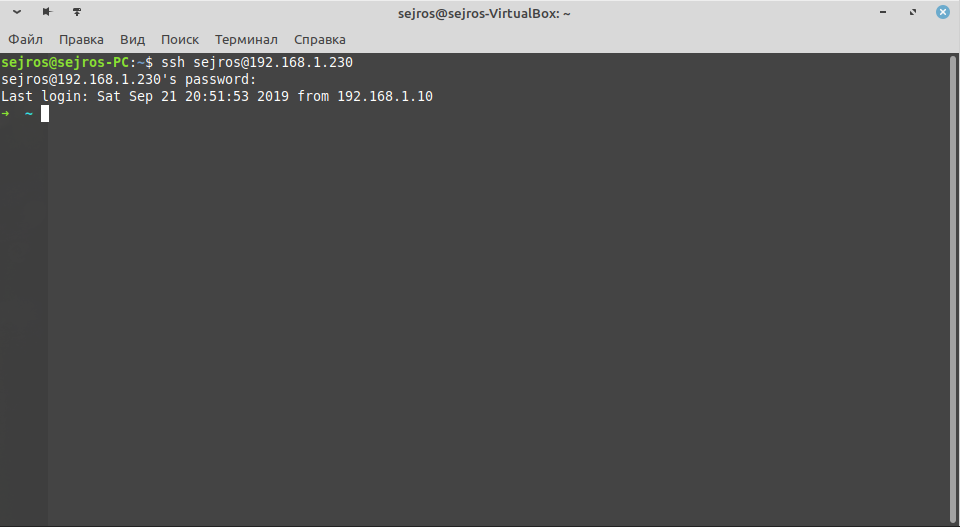 sejros@sejros-VirtualBox: ~
Файл Правка Вид Поиск Терминал Справка
sejros@sejros-PC:~$ ssh sejros@192.168.1.230
sejros@192.168.1.230's password:
Last login: Sat Sep 21 20:51:53 2019 from 192.168.1.10
➜ ~